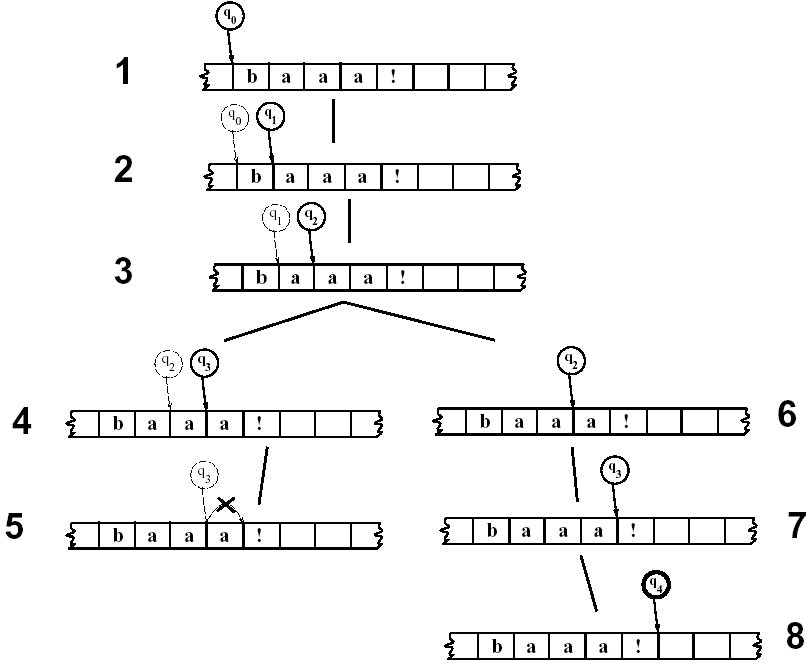 q0
1 b a a a !
q0 q1
2 b a a a !
q1 q2
3 b a a a !
q2 q3 q2
4 b a a a ! b a a a ! 6
q3 q3
5 b a a a ! b a a a ! 7
q4
b a a a ! 8